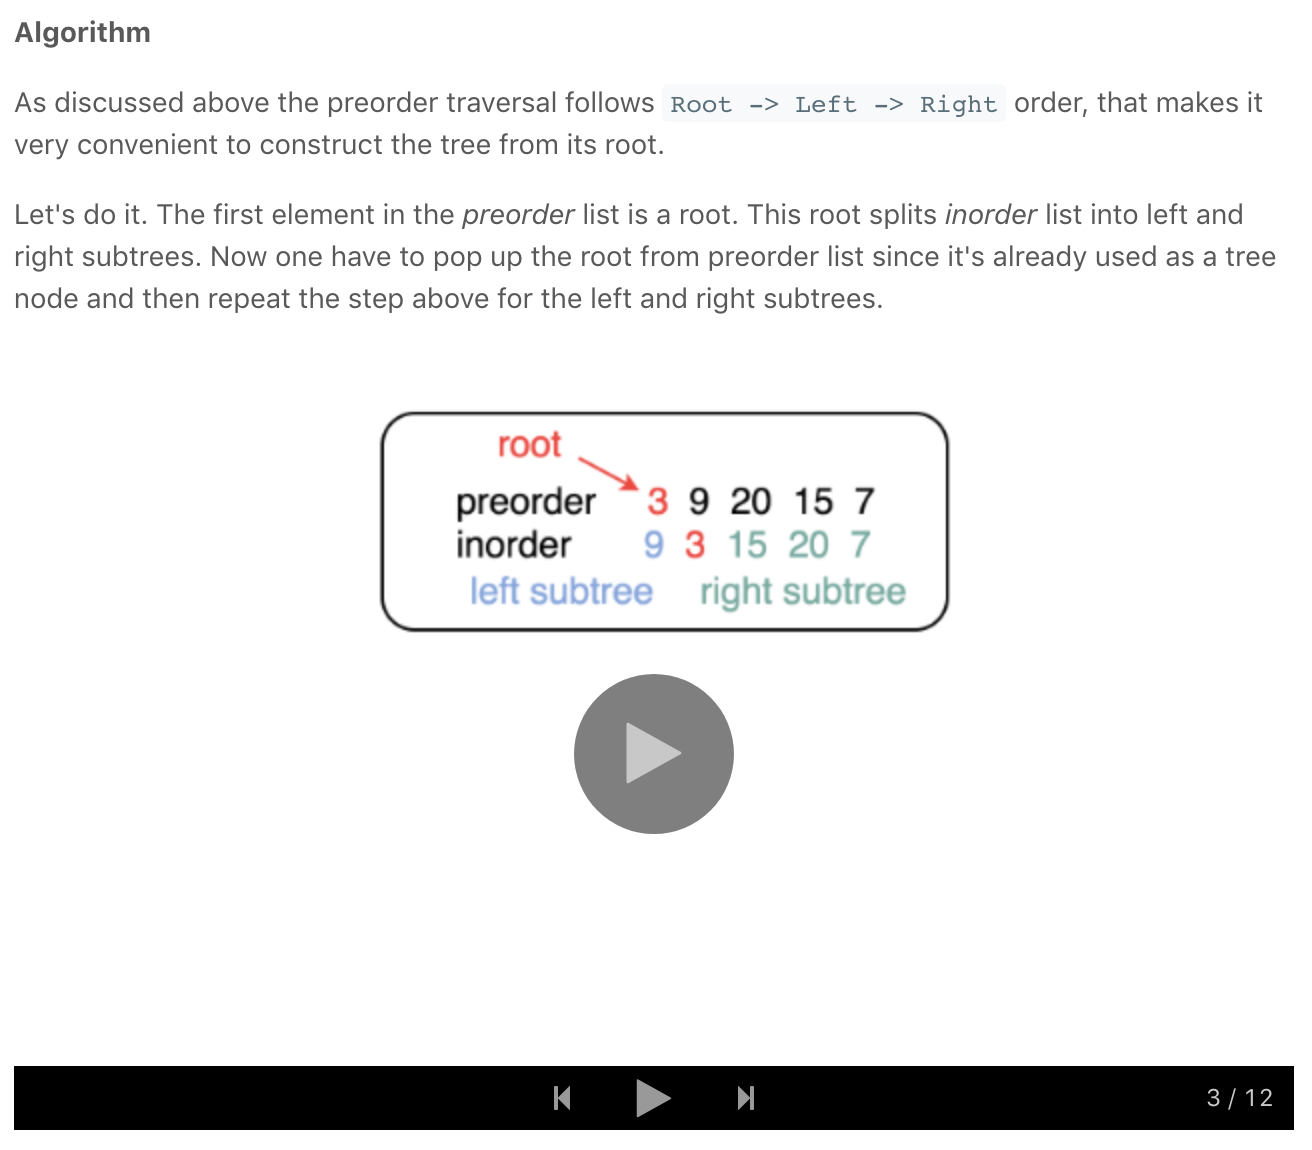 Algorithm
As discussed above the preorder traversal follows Root -> Left -> Right order, that makes it
very convenient to construct the tree from its root.
Let's do it. The first element in the preorder list is a root. This root splits inorder list into left and
right subtrees. Now one have to pop up the root from preorder list since it's already used as a tree
node and then repeat the step above for the left and right subtrees.
root
preorder 3 9 20 15 7
inorder 9 3 15 20 7
left subtree right subtree
3 / 12